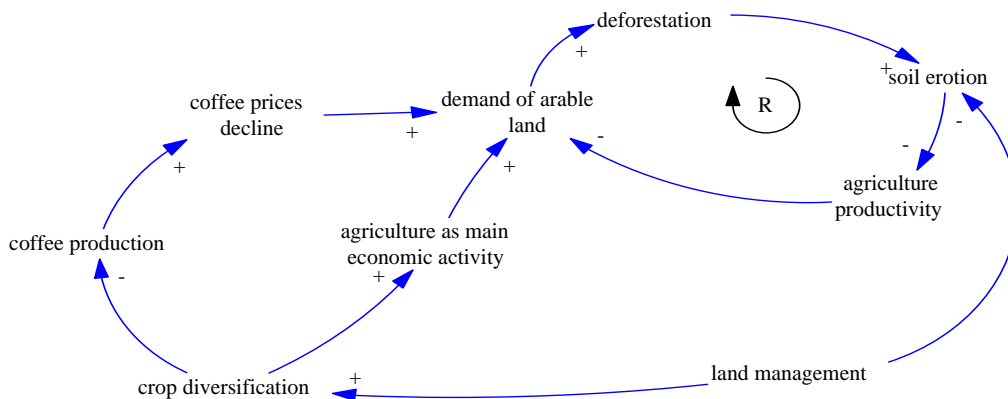 deforestation
+
+
soil erotion
coffee prices
decline
+
demand of arable
land
R
-
-
-
+
+
agriculture
productivity
coffee production
-
agriculture as main
economic activity
+
crop diversification
+
land management